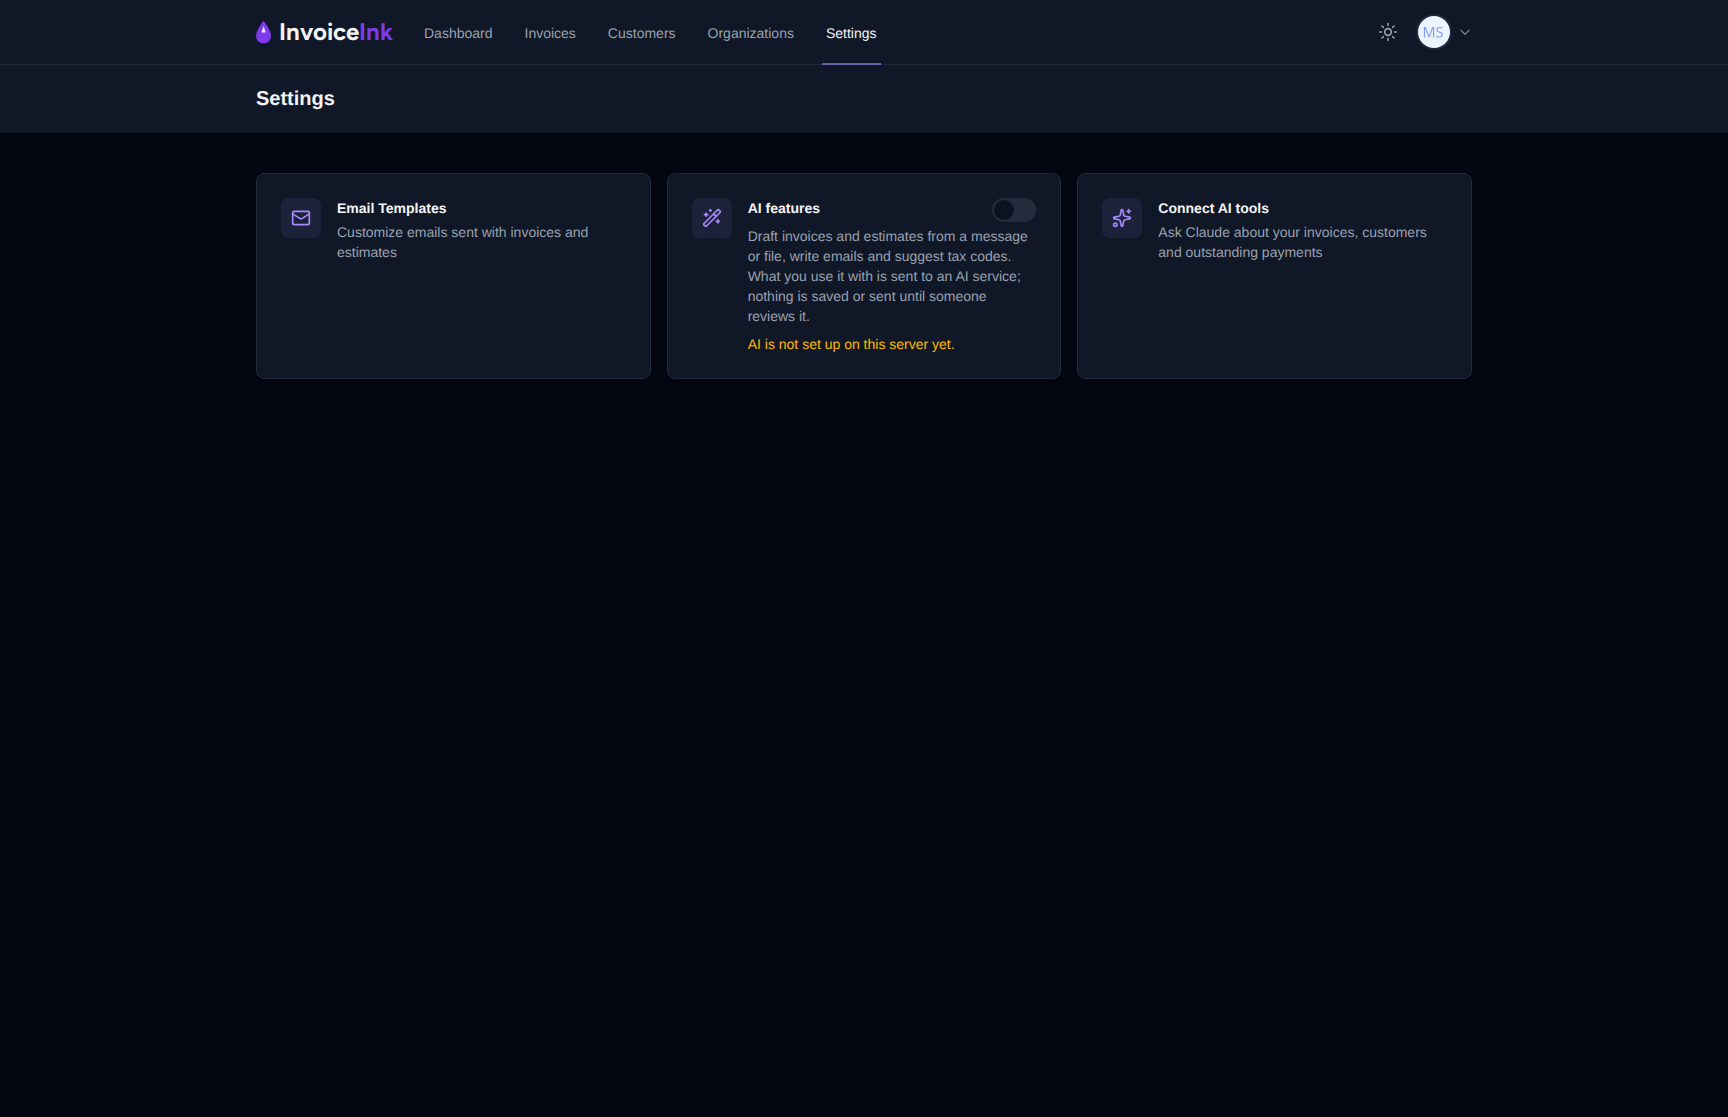 InvoiceInk
Dashboard
Invoices
Customers
Organizations
Settings
MS
Settings
Email Templates
Customize emails sent with invoices and
estimates
AI features
Draft invoices and estimates from a message
or file, write emails and suggest tax codes.
What you use it with is sent to an AI service;
nothing is saved or sent until someone
reviews it.
AI is not set up on this server yet.
Connect AI tools
Ask Claude about your invoices, customers
and outstanding payments